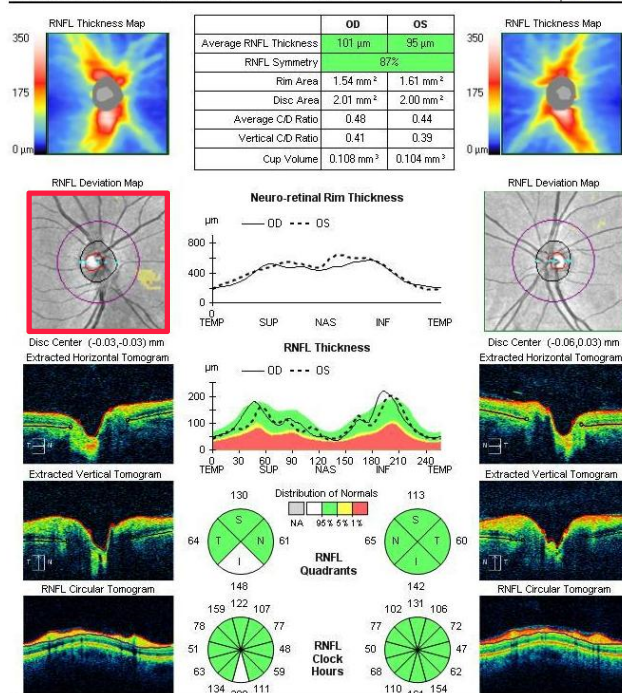 RNFL Thickness Map
350
175
0 µm
OD OS
Average RNFL Thickness 101 µm 95 µm
RNFL Symmetry 87%
Rim Area 1.54 mm² 1.61 mm²
Disc Area 2.01 mm² 2.00 mm²
Average C/D Ratio 0.48 0.44
Vertical C/D Ratio 0.41 0.39
Cup Volume 0.108 mm³ 0.104 mm³
RNFL Thickness Map
350
175
0 µm
RNFL Deviation Map
Disc Center (-0.03,-0.03) mm
Neuro-retinal Rim Thickness
µm
OD OS
800
400
0
TEMP SUP NAS INF TEMP
RNFL Deviation Map
Disc Center (-0.06,0.03) mm
Extracted Horizontal Tomogram
N T
RNFL Thickness
µm
OD OS
200
100
0
0 30 60 90 120 150 180 210 240
TEMP SUP NAS INF TEMP
Extracted Horizontal Tomogram
T N
Extracted Vertical Tomogram
Distribution of Normals
NA 95% 5% 1%
130
S
64 T N 61
I
148
RNFL
Quadrants
113
S
65 N T 60
I
142
Extracted Vertical Tomogram
RNFL Circular Tomogram
122
159 107
78 77
51 48
63 59
134 111
RNFL
Clock
Hours
131
102 106
77 72
50 47
68 62
110 154
RNFL Circular Tomogram